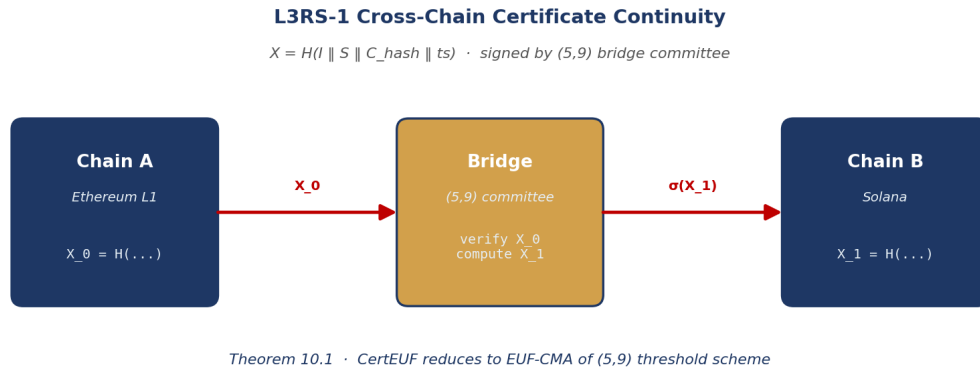 L3RS-1 Cross-Chain Certificate Continuity
X = H(I ∥ S ∥ C_hash ∥ ts)  ·  signed by (5,9) bridge committee
Chain A
Ethereum L1
X_0 = H(...)
X_0
Bridge
(5,9) committee
verify X_0
compute X_1
σ(X_1)
Chain B
Solana
X_1 = H(...)
Theorem 10.1  ·  CertEUF reduces to EUF-CMA of (5,9) threshold scheme